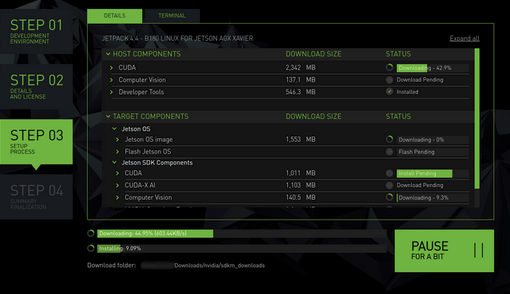 STEP 01
DEVELOPMENT
ENVIRONMENT
STEP 02
DETAILS
AND LICENSE
STEP 03
SETUP
PROCESS
STEP 04
SUMMARY
FINALIZATION
DETAILS TERMINAL
JETPACK 4.4 - B180 LINUX FOR JETSON AGX XAVIER Expand all
HOST COMPONENTS DOWNLOAD SIZE STATUS
CUDA 2,342 MB Downloading - 42.9%
Computer Vision 137.1 MB Download Pending
Developer Tools 546.3 MB Installed
TARGET COMPONENTS DOWNLOAD SIZE STATUS
Jetson OS
Jetson OS image 1,553 MB Downloading - 0%
Flash Jetson OS Flash Pending
Jetson SDK Components
CUDA 1,011 MB Install Pending
CUDA-X AI 1,103 MB Download Pending
Computer Vision 140.5 MB Downloading - 9.3%
Downloading: 44.95% (603.44KB/s)
Installing: 9.09%
Download folder: Downloads/nvidia/sdkm_downloads
PAUSE
FOR A BIT